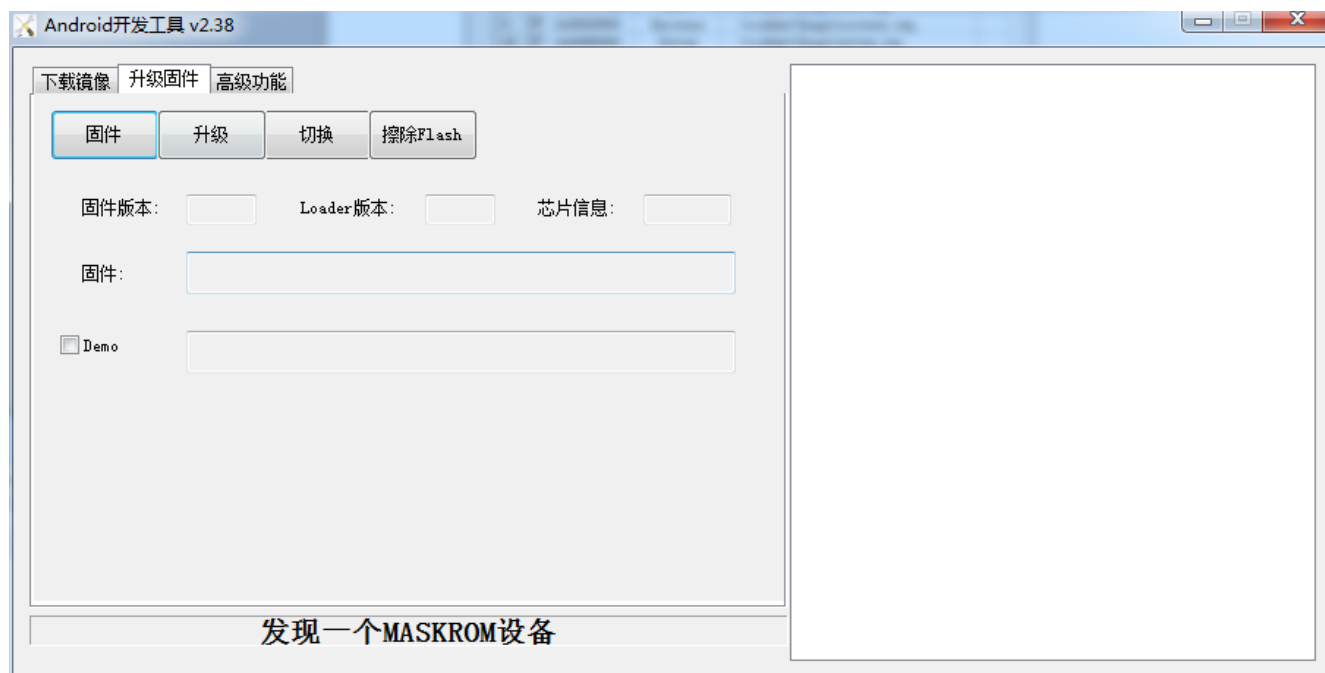 Android开发工具 v2.38
下载镜像 升级固件 高级功能
固件 升级 切换 擦除Flash
固件版本: Loader版本: 芯片信息:
固件:
Demo
发现一个MASKROM设备